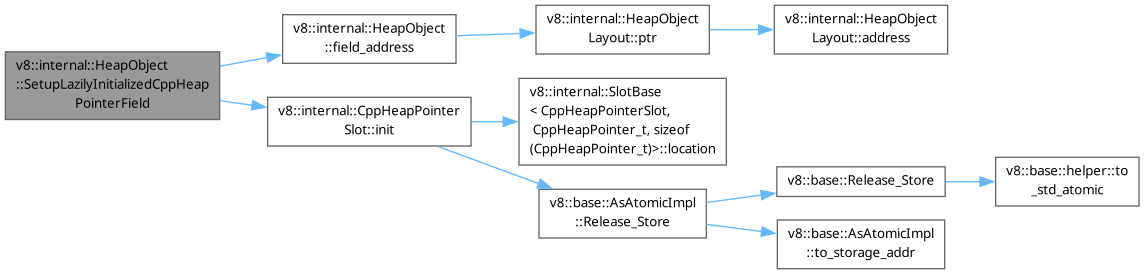 v8::internal::HeapObject
::SetupLazilyInitializedCppHeap
PointerField
v8::internal::HeapObject
::field_address
v8::internal::HeapObject
Layout::ptr
v8::internal::HeapObject
Layout::address
v8::internal::CppHeapPointer
Slot::init
v8::internal::SlotBase
< CppHeapPointerSlot,
CppHeapPointer_t, sizeof
(CppHeapPointer_t)>::location
v8::base::AsAtomicImpl
::Release_Store
v8::base::Release_Store
v8::base::helper::to
_std_atomic
v8::base::AsAtomicImpl
::to_storage_addr